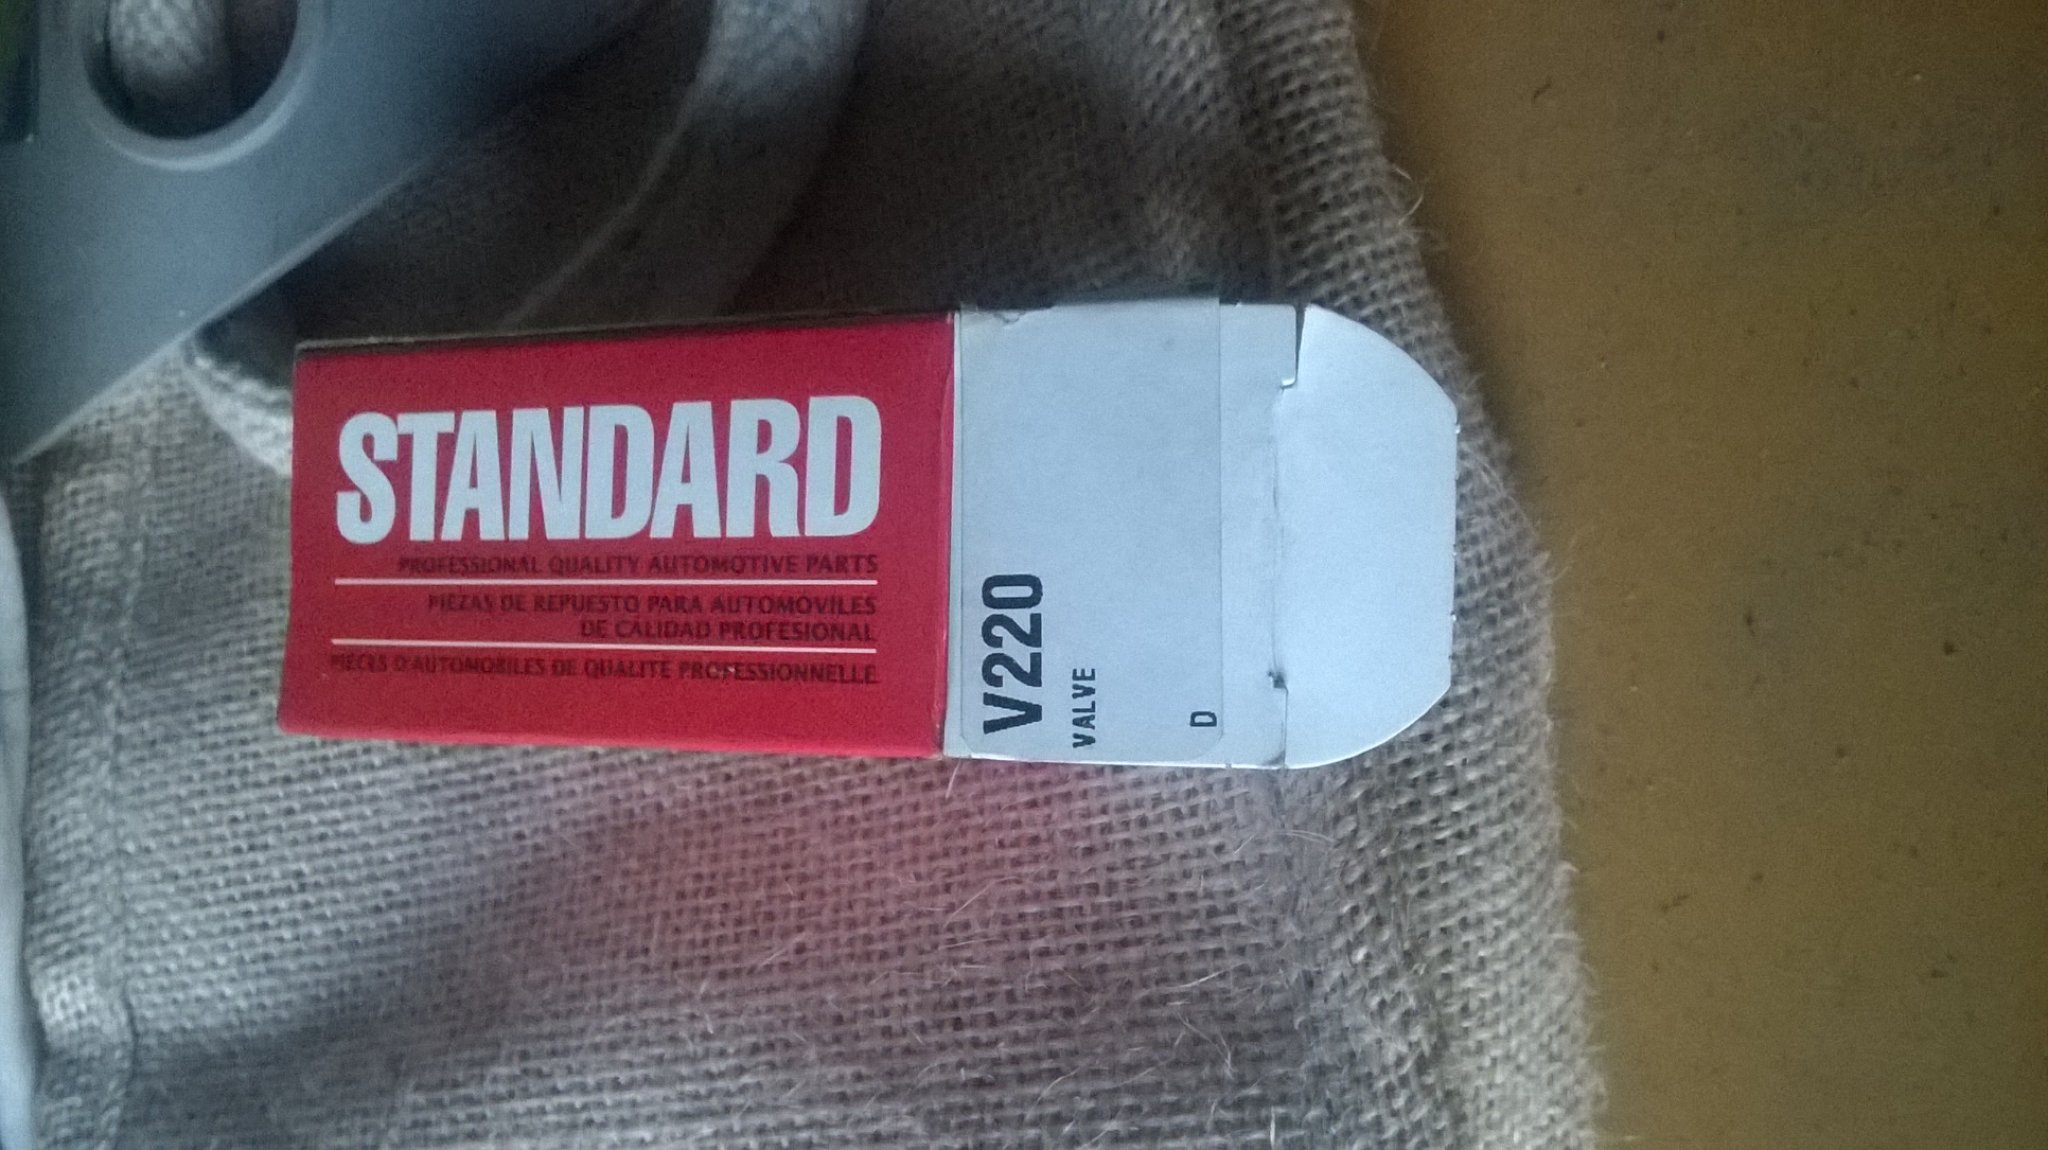 STANDARD
PROFESSIONAL QUALITY AUTOMOTIVE PARTS
PIEZAS DE REPUESTO PARA AUTOMOVILES
DE CALIDAD PROFESIONAL
PIECES D'AUTOMOBILES DE QUALITE PROFESSIONNELLE
V220
VALVE
D